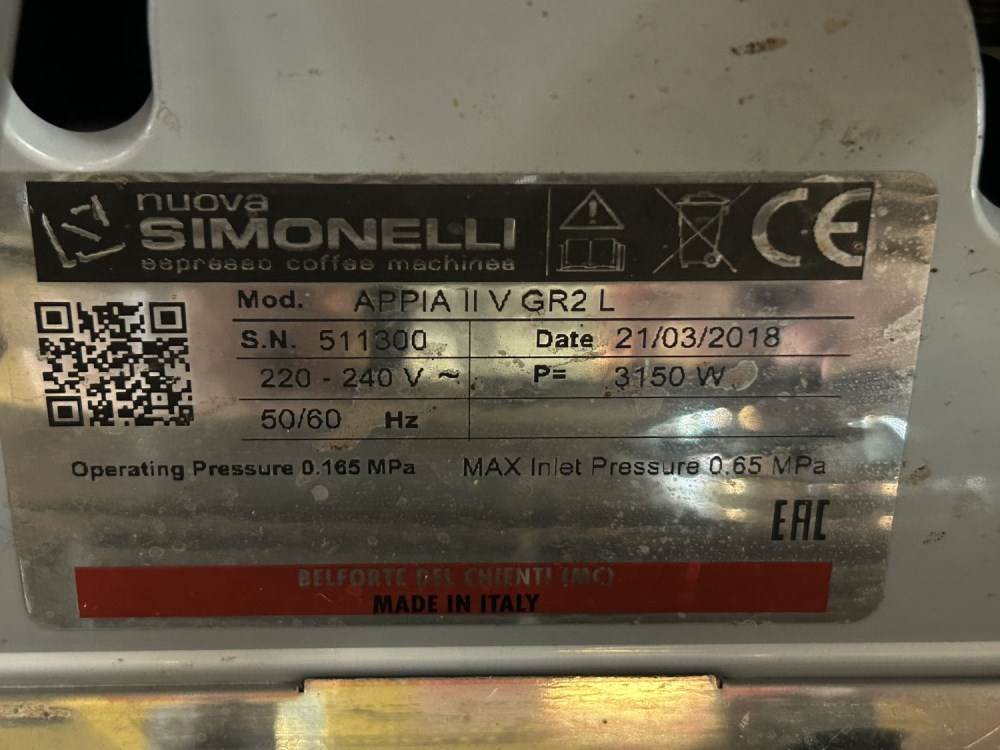 nuova
SIMONELLI
espresso coffee machines
CE
Mod. APPIA II V GR2 L
S.N. 511300 Date 21/03/2018
220 - 240 V ~ P= 3150 W
50/60 Hz
Operating Pressure 0.165 MPa MAX Inlet Pressure 0.65 MPa
EAC
BELFORTE DEL CHIENTI (MC)
MADE IN ITALY